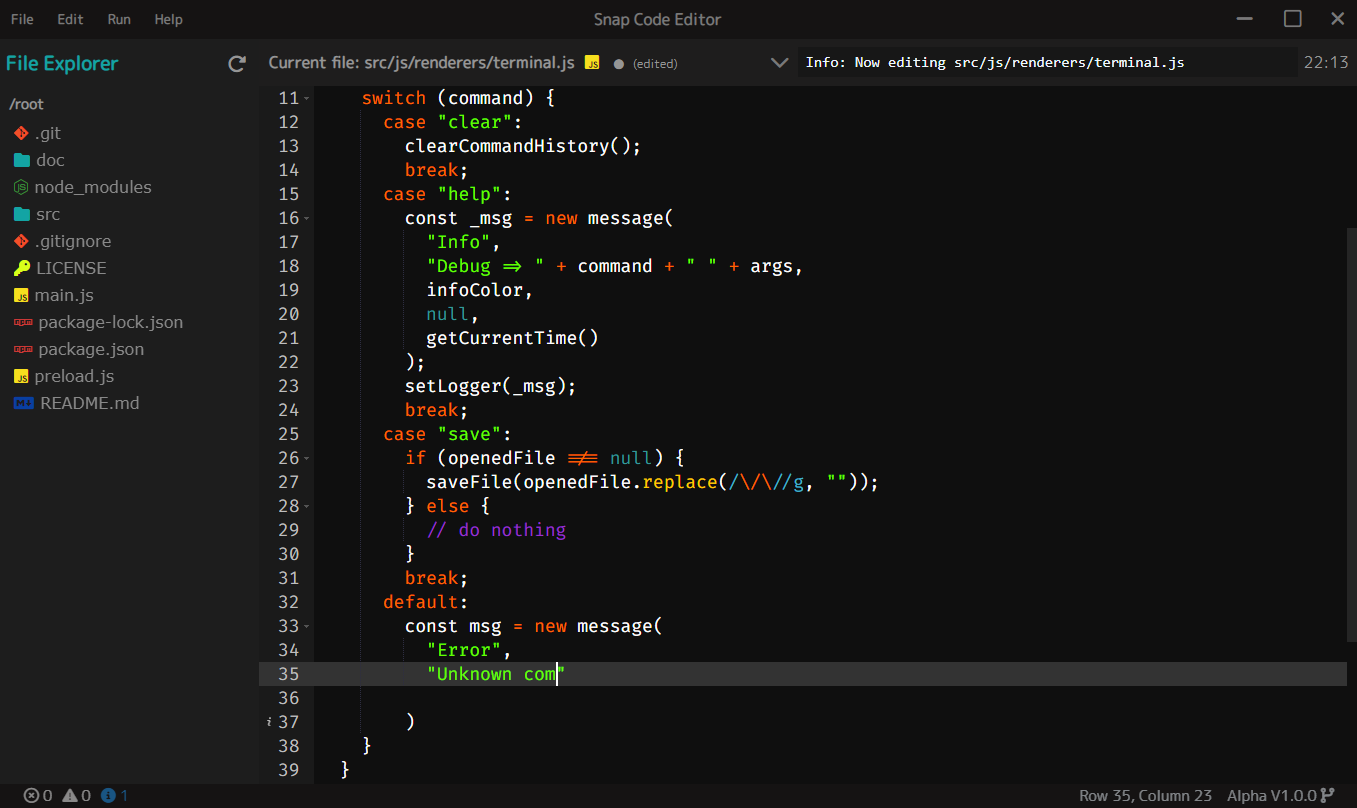 File Edit Run Help Snap Code Editor
File Explorer
Current file: src/js/renderers/terminal.js JS (edited) Info: Now editing src/js/renderers/terminal.js 22:13
/root
.git
doc
node_modules
src
.gitignore
LICENSE
JS main.js
npm package-lock.json
npm package.json
JS preload.js
README.md
11 switch (command) {
12 case "clear":
13 clearCommandHistory();
14 break;
15 case "help":
16 const _msg = new message(
17 "Info",
18 "Debug => " + command + " " + args,
19 infoColor,
20 null,
21 getCurrentTime()
22 );
23 setLogger(_msg);
24 break;
25 case "save":
26 if (openedFile !== null) {
27 saveFile(openedFile.replace(/\/\//g, ""));
28 } else {
29 // do nothing
30 }
31 break;
32 default:
33 const msg = new message(
34 "Error",
35 "Unknown com"
36
i 37 )
38 }
39 }
0 0 1 Row 35, Column 23 Alpha V1.0.0